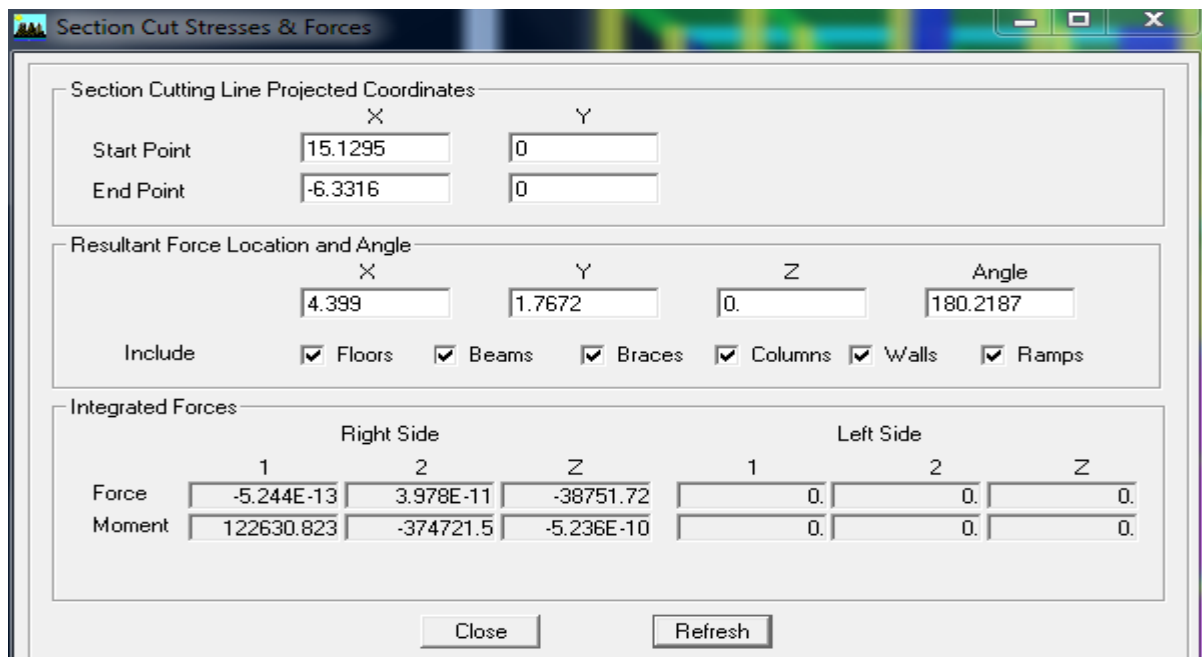 Section Cut Stresses & Forces
Section Cutting Line Projected Coordinates
X Y
Start Point 15.1295 0
End Point -6.3316 0
Resultant Force Location and Angle
X Y Z Angle
4.399 1.7672 0. 180.2187
Include Floors Beams Braces Columns Walls Ramps
Integrated Forces
Right Side Left Side
1 2 Z 1 2 Z
Force -5.244E-13 3.978E-11 -38751.72 0. 0. 0.
Moment 122630.823 -374721.5 -5.236E-10 0. 0. 0.
Close Refresh